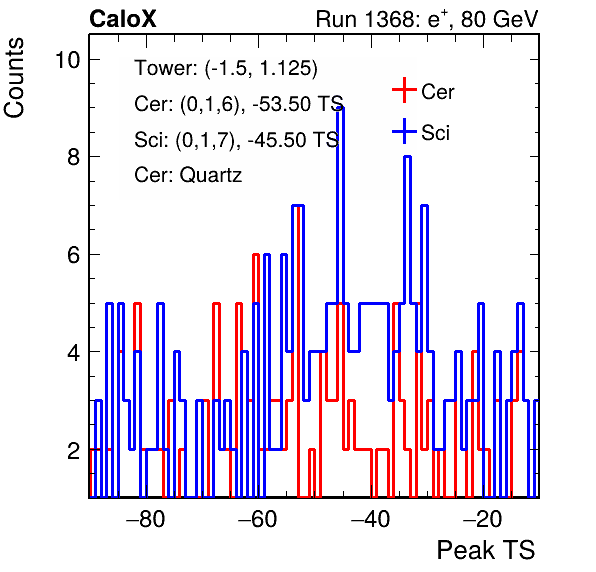 CaloX Run 1368: e⁺, 80 GeV
Counts
Tower: (-1.5, 1.125)
Cer: (0,1,6), -53.50 TS
Sci: (0,1,7), -45.50 TS
Cer: Quartz
Cer
Sci
10
8
6
4
2
−80 −60 −40 −20
Peak TS